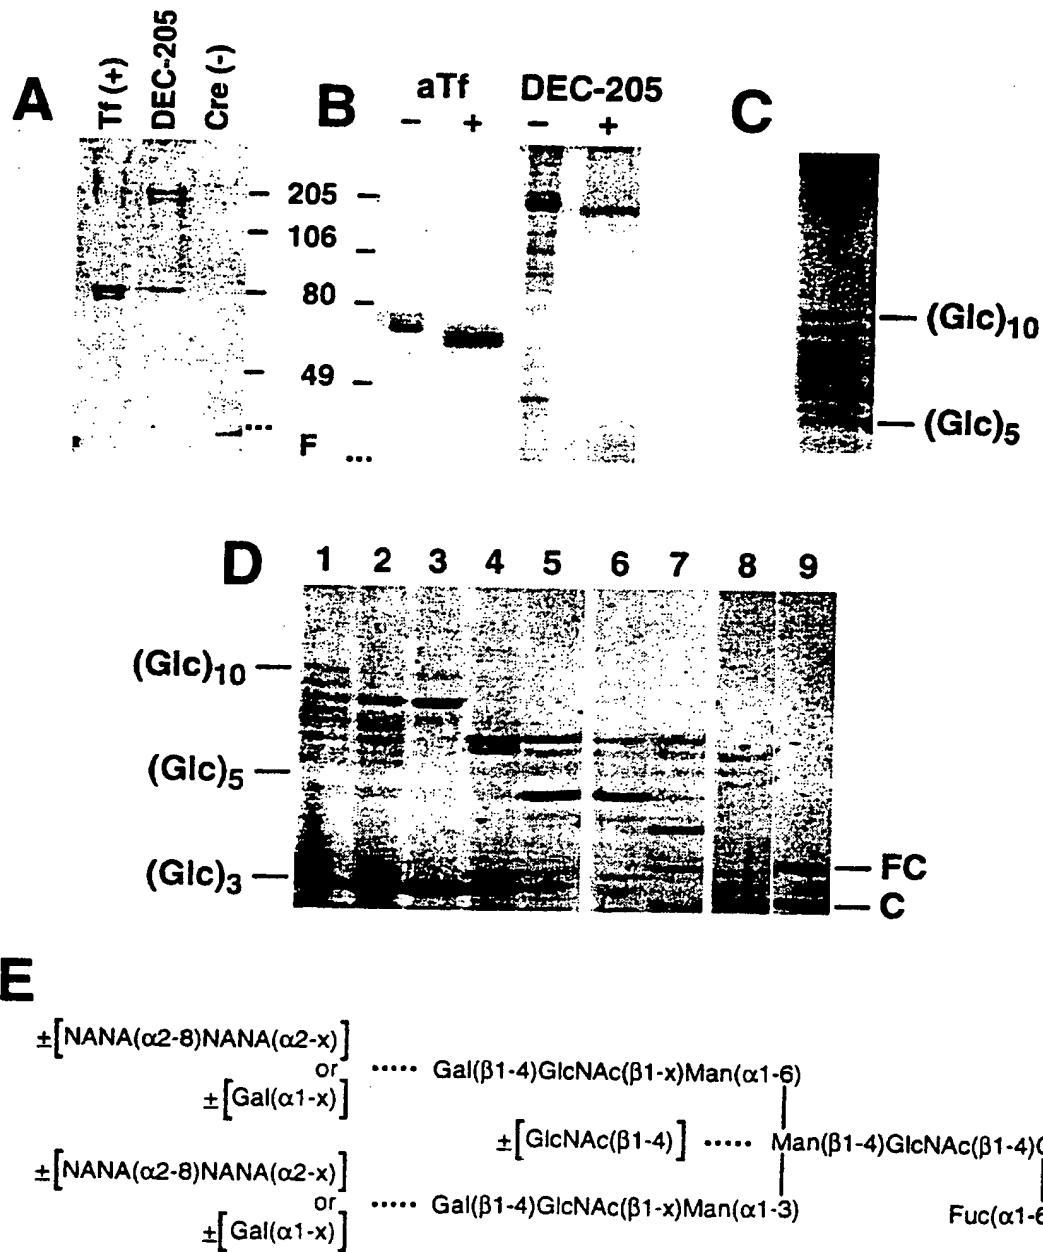 A
Tf (+)
DEC-205
Cre (-)
205
106
80
49
F
B
aTf
DEC-205
– + – +
C
(Glc)10
(Glc)5
D
1 2 3 4 5 6 7 8 9
(Glc)10
(Glc)5
(Glc)3
FC
C
E
±[NANA(α2-8)NANA(α2-x)]
or
±[Gal(α1-x)]
..... Gal(β1-4)GlcNAc(β1-x)Man(α1-6)
±[GlcNAc(β1-4)] ..... Man(β1-4)GlcNAc(β1-4)G
±[NANA(α2-8)NANA(α2-x)]
or
±[Gal(α1-x)]
..... Gal(β1-4)GlcNAc(β1-x)Man(α1-3)
Fuc(α1-6